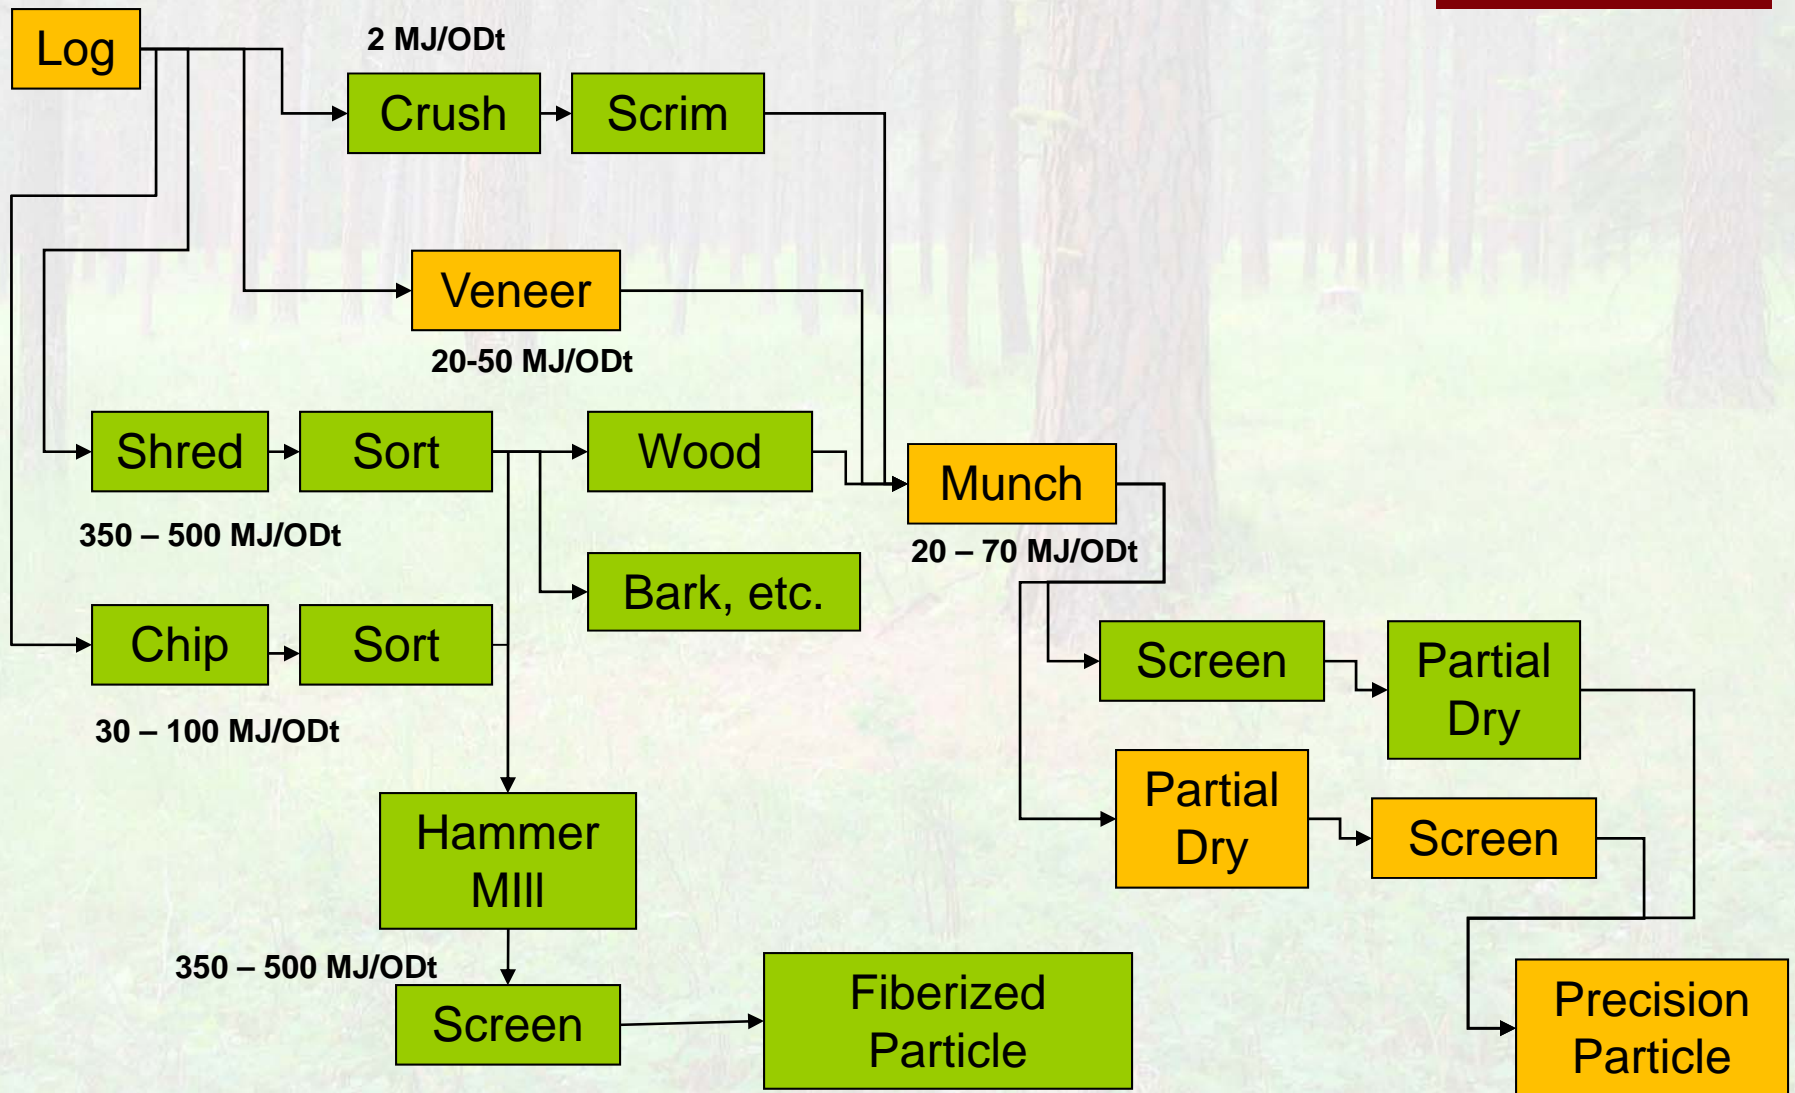 Log
2 MJ/ODt
Crush
Scrim
Veneer
20-50 MJ/ODt
Shred
Sort
Wood
Munch
350 – 500 MJ/ODt
20 – 70 MJ/ODt
Bark, etc.
Chip
Sort
30 – 100 MJ/ODt
Screen
Partial
Dry
Partial
Dry
Screen
Hammer
MIll
350 – 500 MJ/ODt
Screen
Fiberized
Particle
Precision
Particle